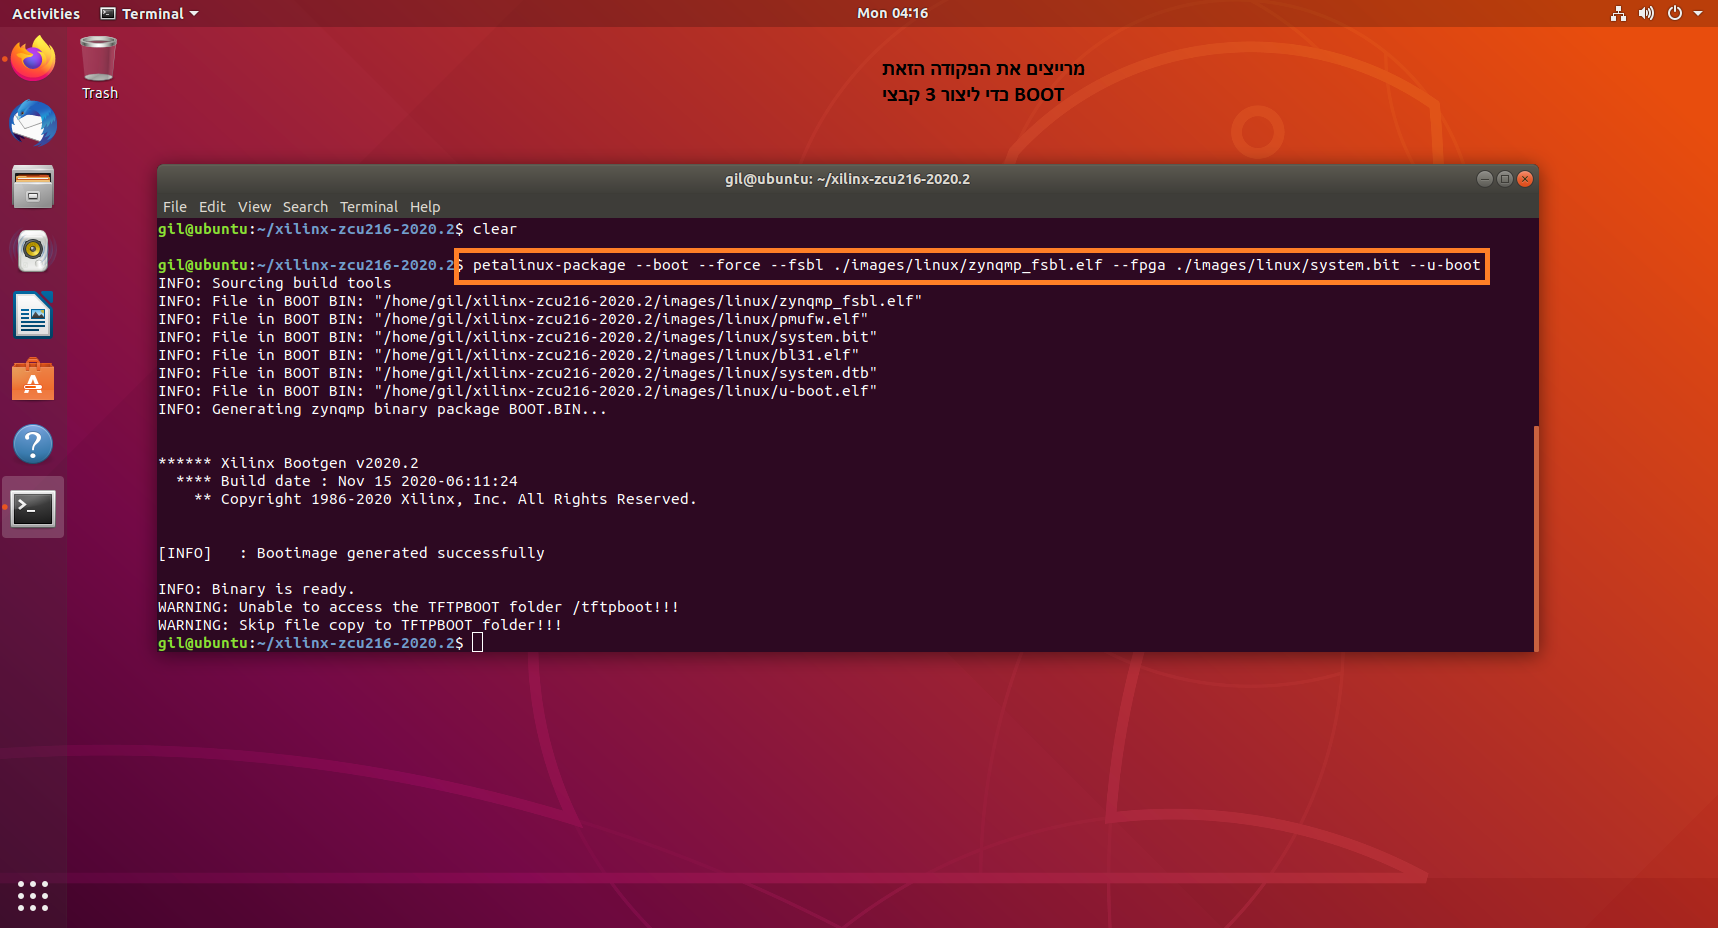 Activities
Terminal
Mon 04:16
Trash
מרייצים את הפקודה הזאת
כדי ליצור 3 קבצי BOOT
gil@ubuntu: ~/xilinx-zcu216-2020.2
File Edit View Search Terminal Help
gil@ubuntu:~/xilinx-zcu216-2020.2$ clear
gil@ubuntu:~/xilinx-zcu216-2020.2$ petalinux-package --boot --force --fsbl ./images/linux/zynqmp_fsbl.elf --fpga ./images/linux/system.bit --u-boot
INFO: Sourcing build tools
INFO: File in BOOT BIN: "/home/gil/xilinx-zcu216-2020.2/images/linux/zynqmp_fsbl.elf"
INFO: File in BOOT BIN: "/home/gil/xilinx-zcu216-2020.2/images/linux/pmufw.elf"
INFO: File in BOOT BIN: "/home/gil/xilinx-zcu216-2020.2/images/linux/system.bit"
INFO: File in BOOT BIN: "/home/gil/xilinx-zcu216-2020.2/images/linux/bl31.elf"
INFO: File in BOOT BIN: "/home/gil/xilinx-zcu216-2020.2/images/linux/system.dtb"
INFO: File in BOOT BIN: "/home/gil/xilinx-zcu216-2020.2/images/linux/u-boot.elf"
INFO: Generating zynqmp binary package BOOT.BIN...
****** Xilinx Bootgen v2020.2
**** Build date : Nov 15 2020-06:11:24
** Copyright 1986-2020 Xilinx, Inc. All Rights Reserved.
[INFO]   : Bootimage generated successfully
INFO: Binary is ready.
WARNING: Unable to access the TFTPBOOT folder /tftpboot!!!
WARNING: Skip file copy to TFTPBOOT folder!!!
gil@ubuntu:~/xilinx-zcu216-2020.2$